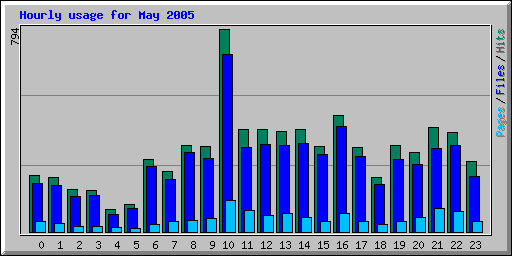 Hourly usage for May 2005
794
Pages/Files/Hits
0 1 2 3 4 5 6 7 8 9 10 11 12 13 14 15 16 17 18 19 20 21 22 23